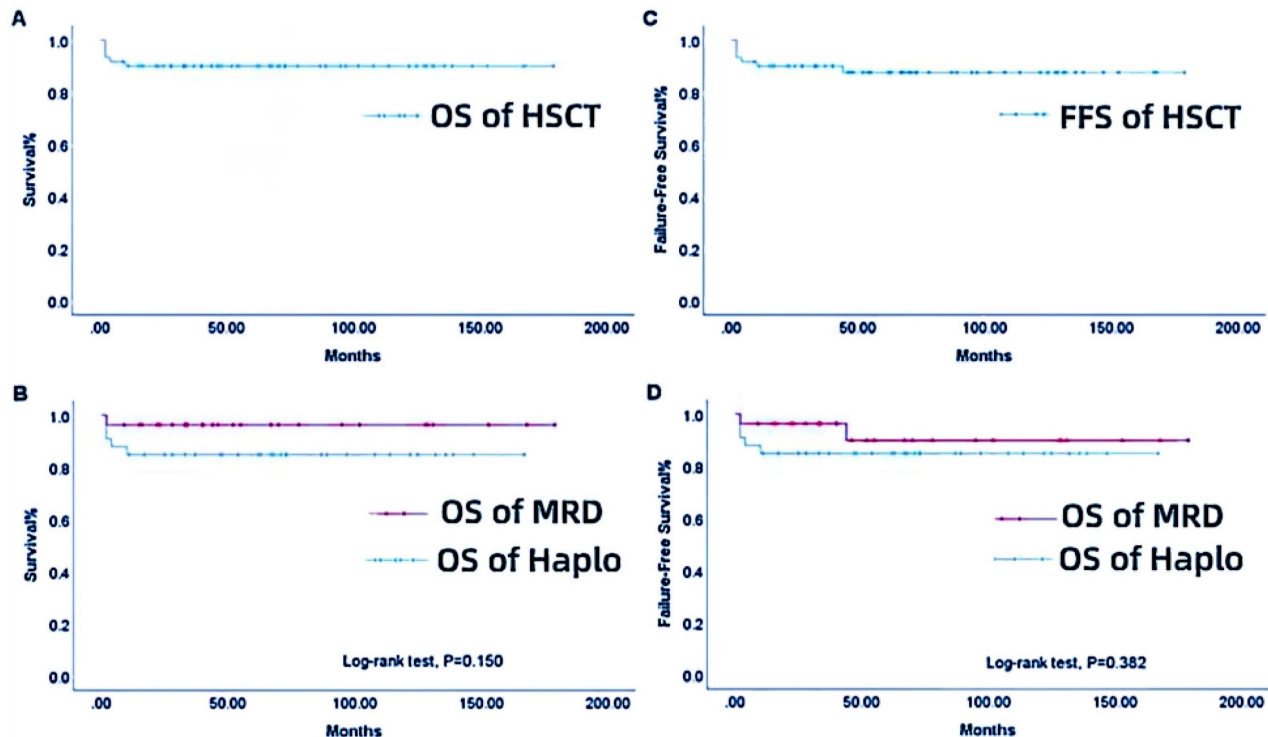 A
Survival%
1.0
0.8
0.6
0.4
0.2
0.0
OS of HSCT
.00 50.00 100.00 150.00 200.00
Months
C
Failure-Free Survival%
1.0
0.8
0.6
0.4
0.2
0.0
FFS of HSCT
.00 50.00 100.00 150.00 200.00
Months
B
Survival%
1.0
0.8
0.6
0.4
0.2
0.0
OS of MRD
OS of Haplo
Log-rank test, P=0.150
.00 50.00 100.00 150.00 200.00
Months
D
Failure-Free Survival%
1.0
0.8
0.6
0.4
0.2
0.0
OS of MRD
OS of Haplo
Log-rank test, P=0.382
.00 50.00 100.00 150.00 200.00
Months